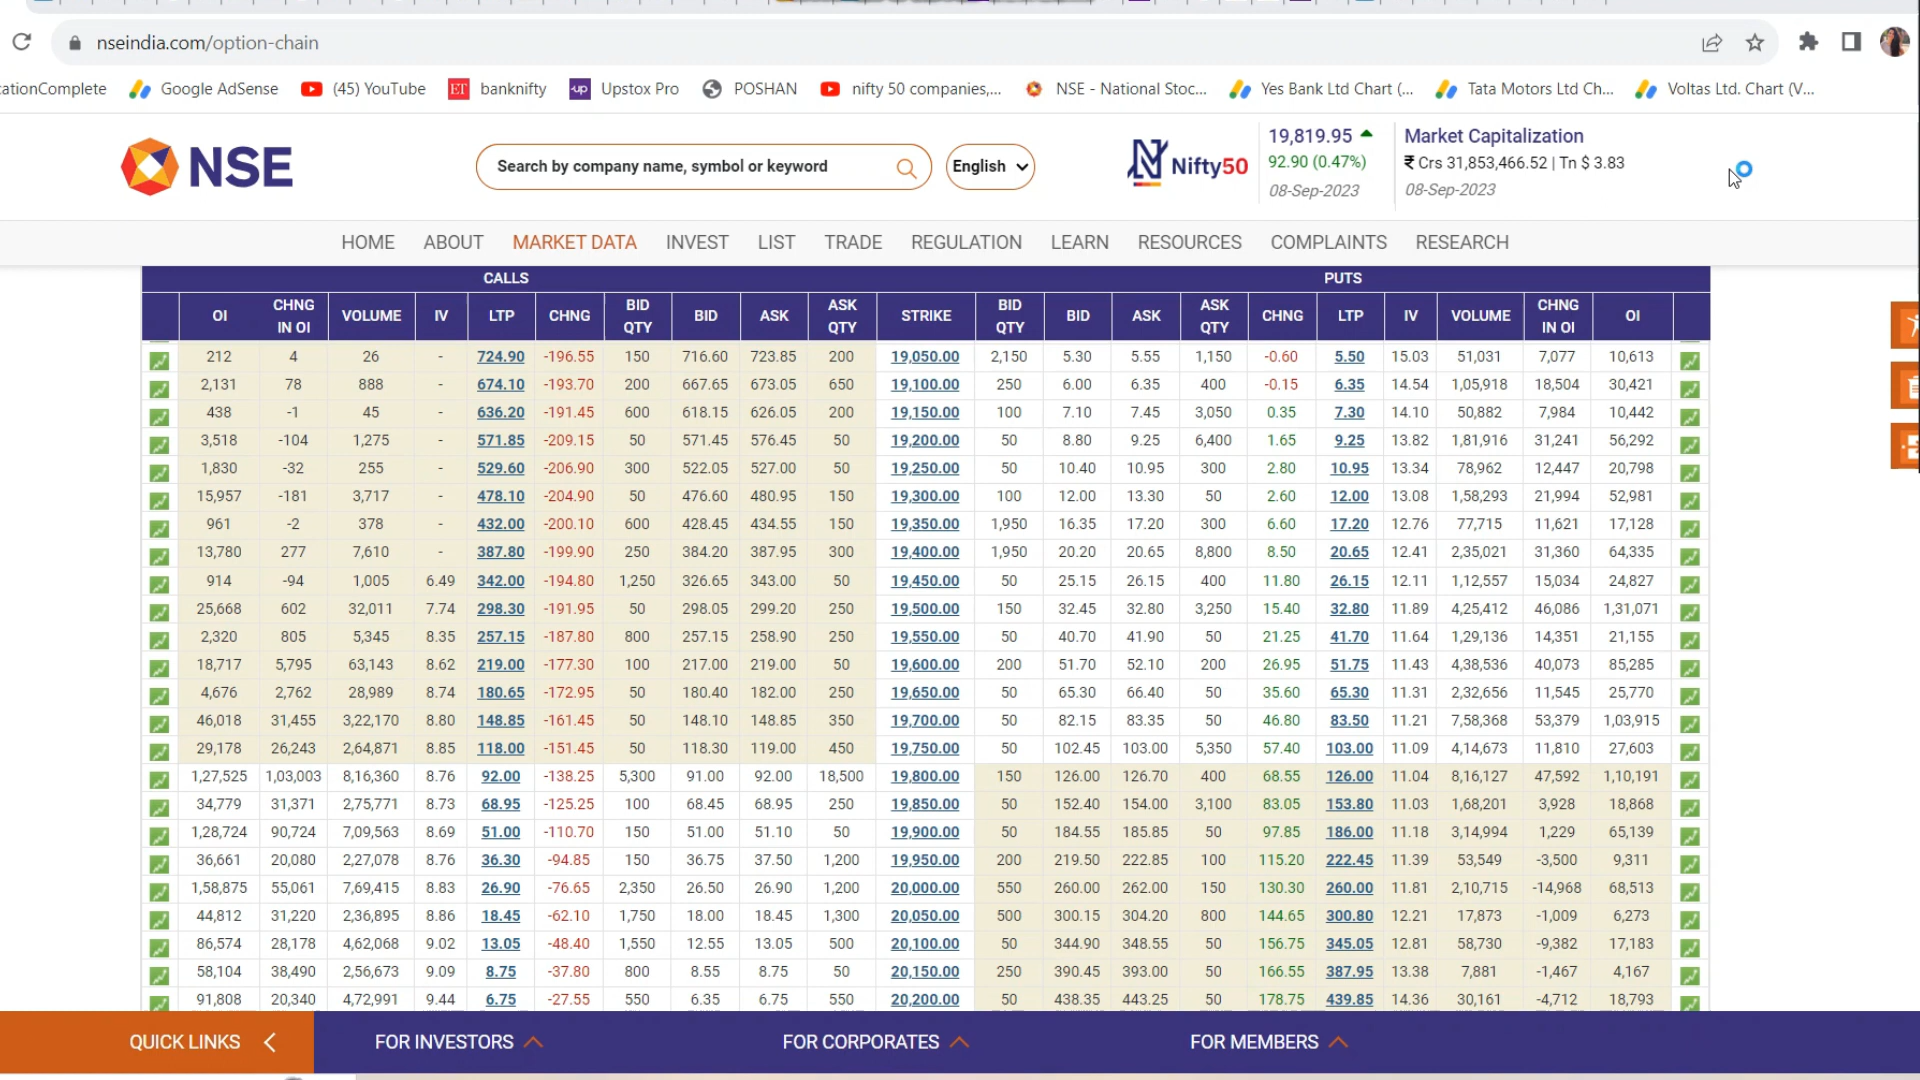 nseindia.com/option-chain
ationComplete Google AdSense (45) YouTube ET banknifty up Upstox Pro POSHAN nifty 50 companies,... NSE - National Stoc... Yes Bank Ltd Chart (... Tata Motors Ltd Ch... Voltas Ltd. Chart (V...
NSE
Search by company name, symbol or keyword
English
Nifty50
19,819.95
92.90 (0.47%)
08-Sep-2023
Market Capitalization
₹ Crs 31,853,466.52 | Tn $ 3.83
08-Sep-2023
HOME ABOUT MARKET DATA INVEST LIST TRADE REGULATION LEARN RESOURCES COMPLAINTS RESEARCH
CALLS PUTS
OI CHNG IN OI VOLUME IV LTP CHNG BID QTY BID ASK ASK QTY STRIKE BID QTY BID ASK ASK QTY CHNG LTP IV VOLUME CHNG IN OI OI
212 4 26 - 724.90 -196.55 150 716.60 723.85 200 19,050.00 2,150 5.30 5.55 1,150 -0.60 5.50 15.03 51,031 7,077 10,613
2,131 78 888 - 674.10 -193.70 200 667.65 673.05 650 19,100.00 250 6.00 6.35 400 -0.15 6.35 14.54 1,05,918 18,504 30,421
438 -1 45 - 636.20 -191.45 600 618.15 626.05 200 19,150.00 100 7.10 7.45 3,050 0.35 7.30 14.10 50,882 7,984 10,442
3,518 -104 1,275 - 571.85 -209.15 50 571.45 576.45 50 19,200.00 50 8.80 9.25 6,400 1.65 9.25 13.82 1,81,916 31,241 56,292
1,830 -32 255 - 529.60 -206.90 300 522.05 527.00 50 19,250.00 50 10.40 10.95 300 2.80 10.95 13.34 78,962 12,447 20,798
15,957 -181 3,717 - 478.10 -204.90 50 476.60 480.95 150 19,300.00 100 12.00 13.30 50 2.60 12.00 13.08 1,58,293 21,994 52,981
961 -2 378 - 432.00 -200.10 600 428.45 434.55 150 19,350.00 1,950 16.35 17.20 300 6.60 17.20 12.76 77,715 11,621 17,128
13,780 277 7,610 - 387.80 -199.90 250 384.20 387.95 300 19,400.00 1,950 20.20 20.65 8,800 8.50 20.65 12.41 2,35,021 31,360 64,335
914 -94 1,005 6.49 342.00 -194.80 1,250 326.65 343.00 50 19,450.00 50 25.15 26.15 400 11.80 26.15 12.11 1,12,557 15,034 24,827
25,668 602 32,011 7.74 298.30 -191.95 50 298.05 299.20 250 19,500.00 150 32.45 32.80 3,250 15.40 32.80 11.89 4,25,412 46,086 1,31,071
2,320 805 5,345 8.35 257.15 -187.80 800 257.15 258.90 250 19,550.00 50 40.70 41.90 50 21.25 41.70 11.64 1,29,136 14,351 21,155
18,717 5,795 63,143 8.62 219.00 -177.30 100 217.00 219.00 50 19,600.00 200 51.70 52.10 200 26.95 51.75 11.43 4,38,536 40,073 85,285
4,676 2,762 28,989 8.74 180.65 -172.95 50 180.40 182.00 250 19,650.00 50 65.30 66.40 50 35.60 65.30 11.31 2,32,656 11,545 25,770
46,018 31,455 3,22,170 8.80 148.85 -161.45 50 148.10 148.85 350 19,700.00 50 82.15 83.35 50 46.80 83.50 11.21 7,58,368 53,379 1,03,915
29,178 26,243 2,64,871 8.85 118.00 -151.45 50 118.30 119.00 450 19,750.00 50 102.45 103.00 5,350 57.40 103.00 11.09 4,14,673 11,810 27,603
1,27,525 1,03,003 8,16,360 8.76 92.00 -138.25 5,300 91.00 92.00 18,500 19,800.00 150 126.00 126.70 400 68.55 126.00 11.04 8,16,127 47,592 1,10,191
34,779 31,371 2,75,771 8.73 68.95 -125.25 100 68.45 68.95 250 19,850.00 50 152.40 154.00 3,100 83.05 153.80 11.03 1,68,201 3,928 18,868
1,28,724 90,724 7,09,563 8.69 51.00 -110.70 150 51.00 51.10 50 19,900.00 50 184.55 185.85 50 97.85 186.00 11.18 3,14,994 1,229 65,139
36,661 20,080 2,27,078 8.76 36.30 -94.85 150 36.75 37.50 1,200 19,950.00 200 219.50 222.85 100 115.20 222.45 11.39 53,549 -3,500 9,311
1,58,875 55,061 7,69,415 8.83 26.90 -76.65 2,350 26.50 26.90 1,200 20,000.00 550 260.00 262.00 150 130.30 260.00 11.81 2,10,715 -14,968 68,513
44,812 31,220 2,36,895 8.86 18.45 -62.10 1,750 18.00 18.45 1,300 20,050.00 500 300.15 304.20 800 144.65 300.80 12.21 17,873 -1,009 6,273
86,574 28,178 4,62,068 9.02 13.05 -48.40 1,550 12.55 13.05 500 20,100.00 50 344.90 348.55 50 156.75 345.05 12.81 58,730 -9,382 17,183
58,104 38,490 2,56,673 9.09 8.75 -37.80 800 8.55 8.75 50 20,150.00 250 390.45 393.00 50 166.55 387.95 13.38 7,881 -1,467 4,167
91,808 20,340 4,72,991 9.44 6.75 -27.55 550 6.35 6.75 550 20,200.00 50 438.35 443.25 50 178.75 439.85 14.36 30,161 -4,712 18,793
QUICK LINKS FOR INVESTORS FOR CORPORATES FOR MEMBERS